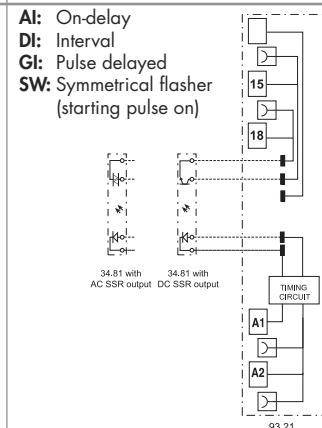 AI: On-delay
DI: Interval
GI: Pulse delayed
SW: Symmetrical flasher
(starting pulse on)
15
18
34.81 with
AC SSR output
34.81 with
DC SSR output
TIMING
CIRCUIT
A1
A2
93.21